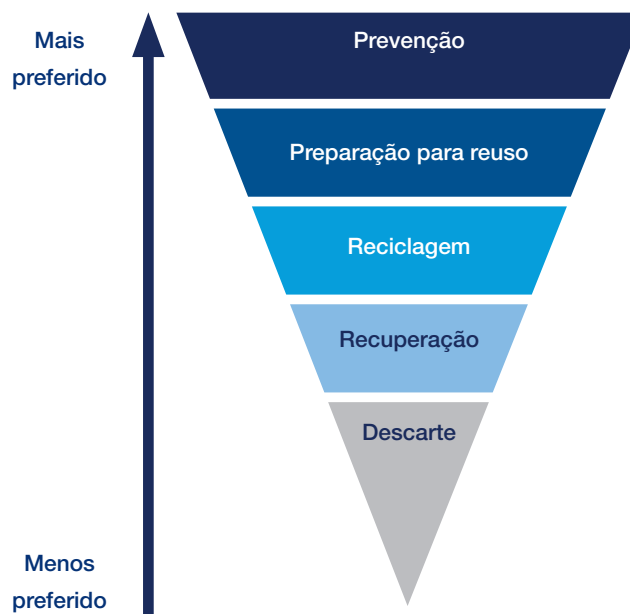 Mais
preferido
Prevenção
Preparação para reuso
Reciclagem
Recuperação
Descarte
Menos
preferido